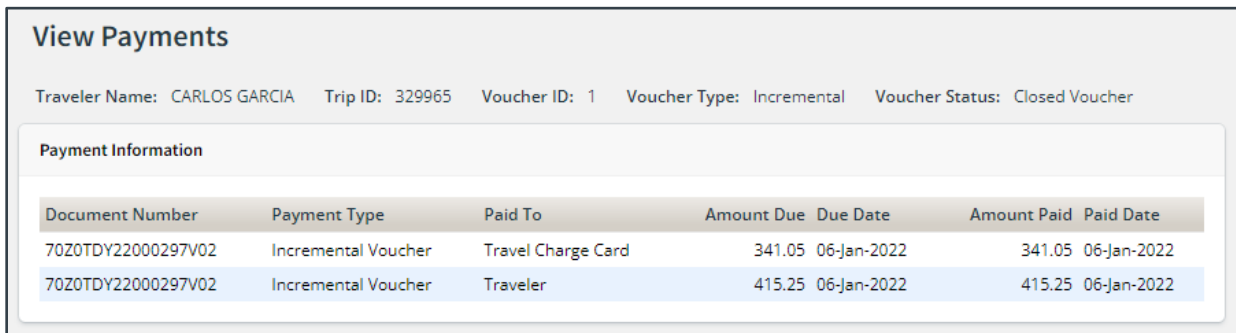 View Payments
Traveler Name: CARLOS GARCIA Trip ID: 329965 Voucher ID: 1 Voucher Type: Incremental Voucher Status: Closed Voucher
Payment Information
Document Number Payment Type Paid To Amount Due Due Date Amount Paid Paid Date
70Z0TDY22000297V02 Incremental Voucher Travel Charge Card 341.05 06-Jan-2022 341.05 06-Jan-2022
70Z0TDY22000297V02 Incremental Voucher Traveler 415.25 06-Jan-2022 415.25 06-Jan-2022